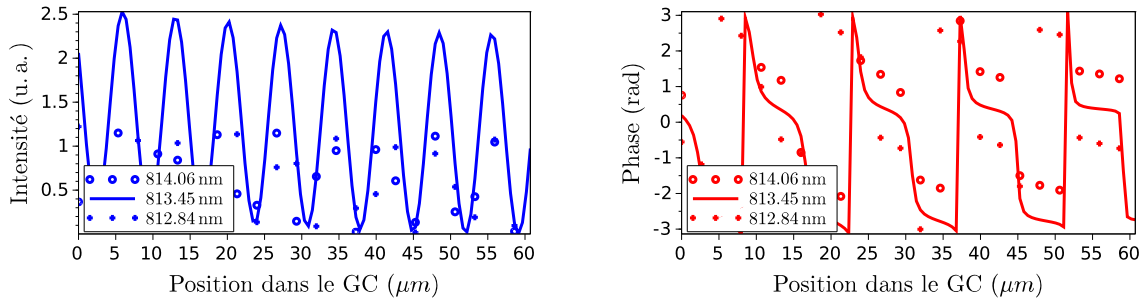 Intensité (u. a.)
2.5
2
1.5
1
0.5
814.06 nm
813.45 nm
812.84 nm
0 5 10 15 20 25 30 35 40 45 50 55 60
Position dans le GC (μm)
Phase (rad)
3
2
1
0
-1
-2
-3
814.06 nm
813.45 nm
812.84 nm
0 5 10 15 20 25 30 35 40 45 50 55 60
Position dans le GC (μm)